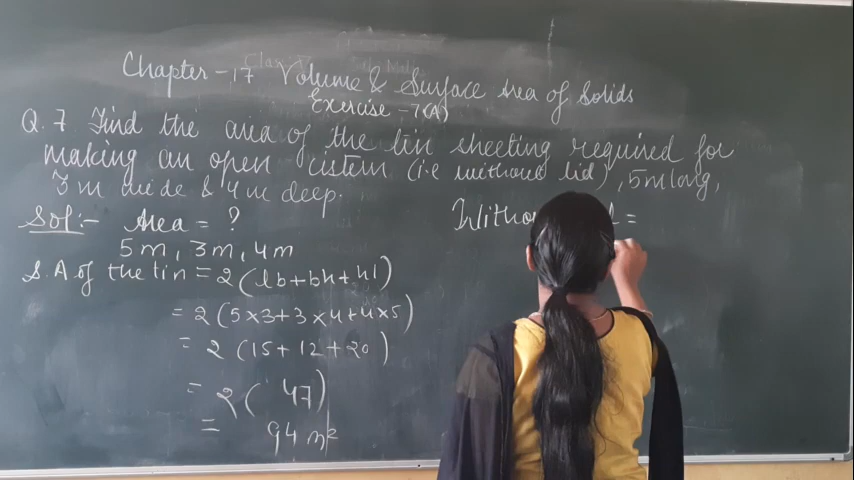 Chapter - 17 Volume & Surface Area of Solids
Exercise - 7(A)
Q. 7 Find the area of the tin sheeting required for
making an open cistern (i.e without lid), 5m long,
3m wide & 4m deep.
Sol:- Area = ?
5m, 3m, 4m
S.A of the tin = 2(lb+bh+hl)
= 2(5×3+3×4+4×5)
= 2(15+12+20)
= 2(47)
= 94 m²
=